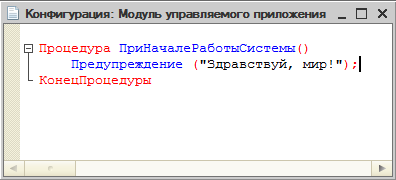 Конфигурация: Модуль управляемого приложения
Процедура ПриНачалеРаботыСистемы()
Предупреждение ("Здравствуй, мир!");
КонецПроцедуры